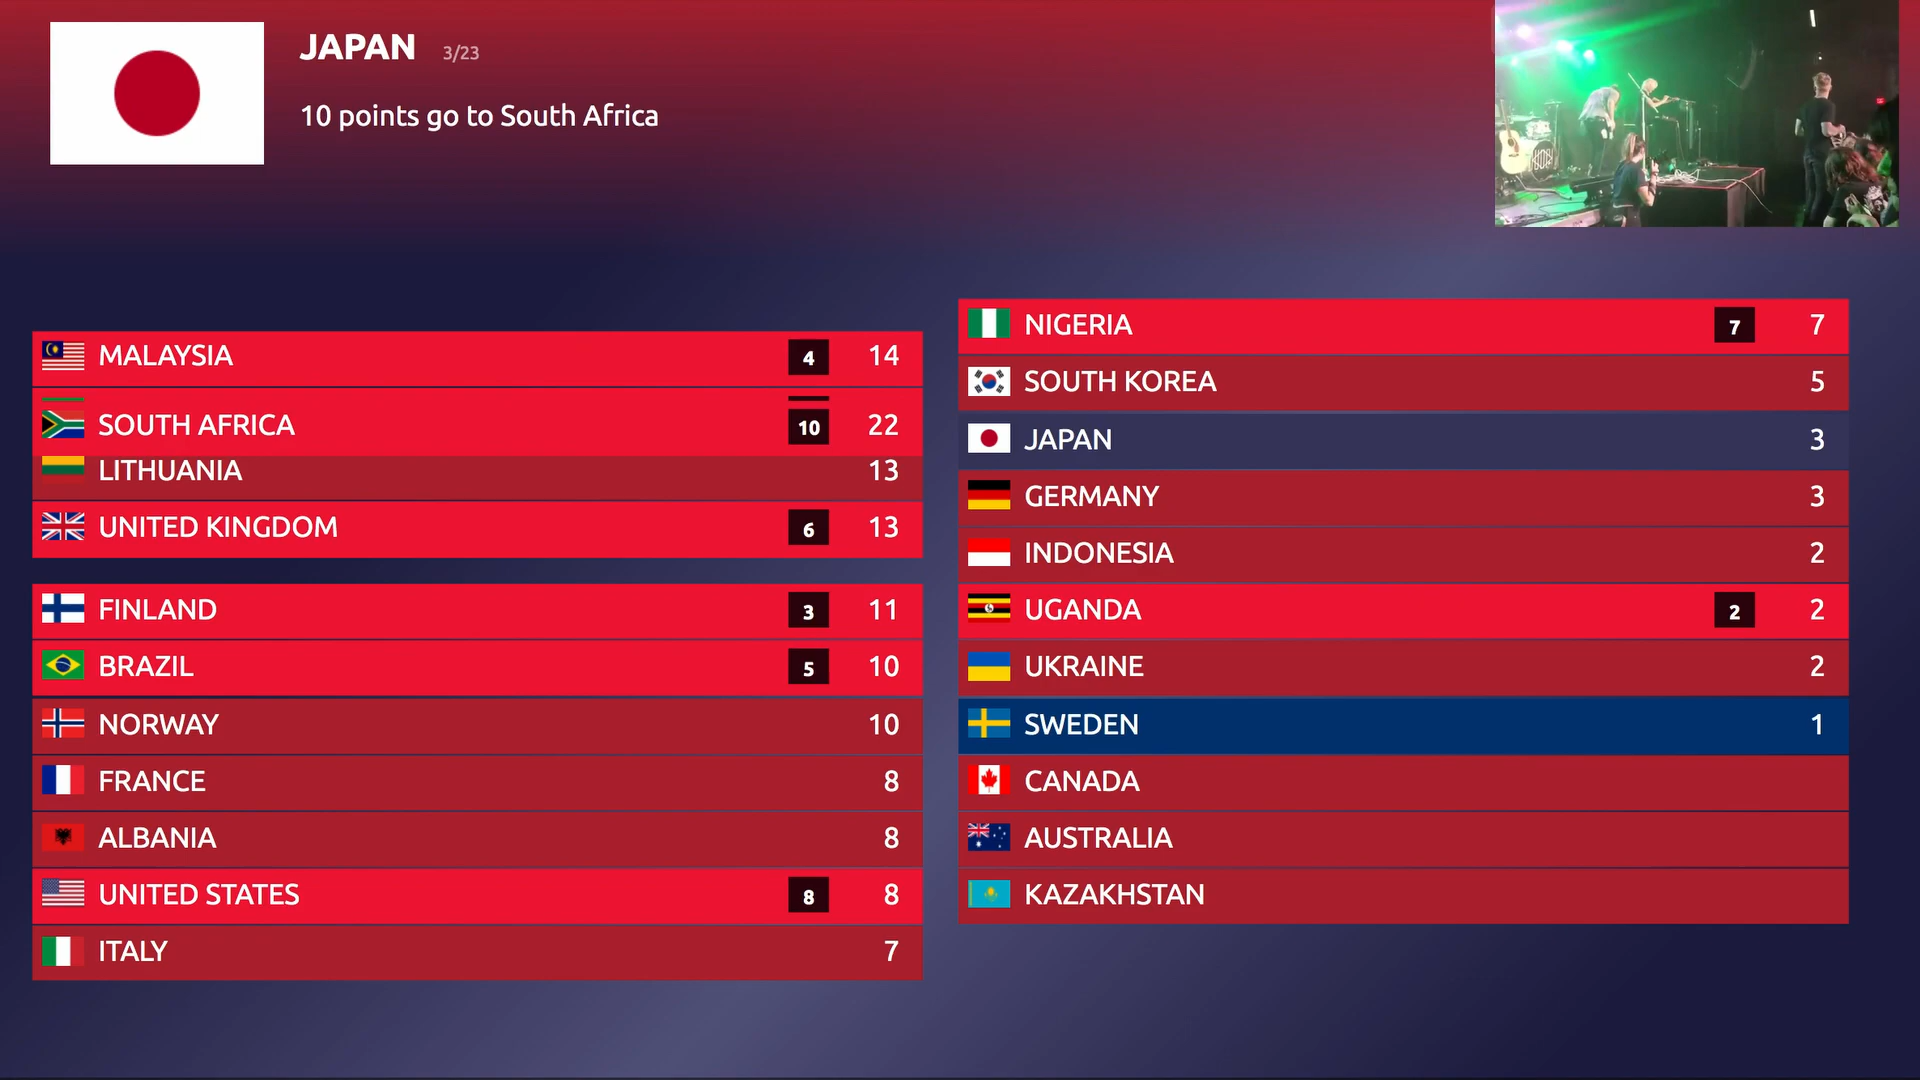 JAPAN 3/23
10 points go to South Africa
MALAYSIA 4 14
SOUTH AFRICA 10 22
LITHUANIA 13
UNITED KINGDOM 6 13
FINLAND 3 11
BRAZIL 5 10
NORWAY 10
FRANCE 8
ALBANIA 8
UNITED STATES 8 8
ITALY 7
NIGERIA 7 7
SOUTH KOREA 5
JAPAN 3
GERMANY 3
INDONESIA 2
UGANDA 2 2
UKRAINE 2
SWEDEN 1
CANADA
AUSTRALIA
KAZAKHSTAN